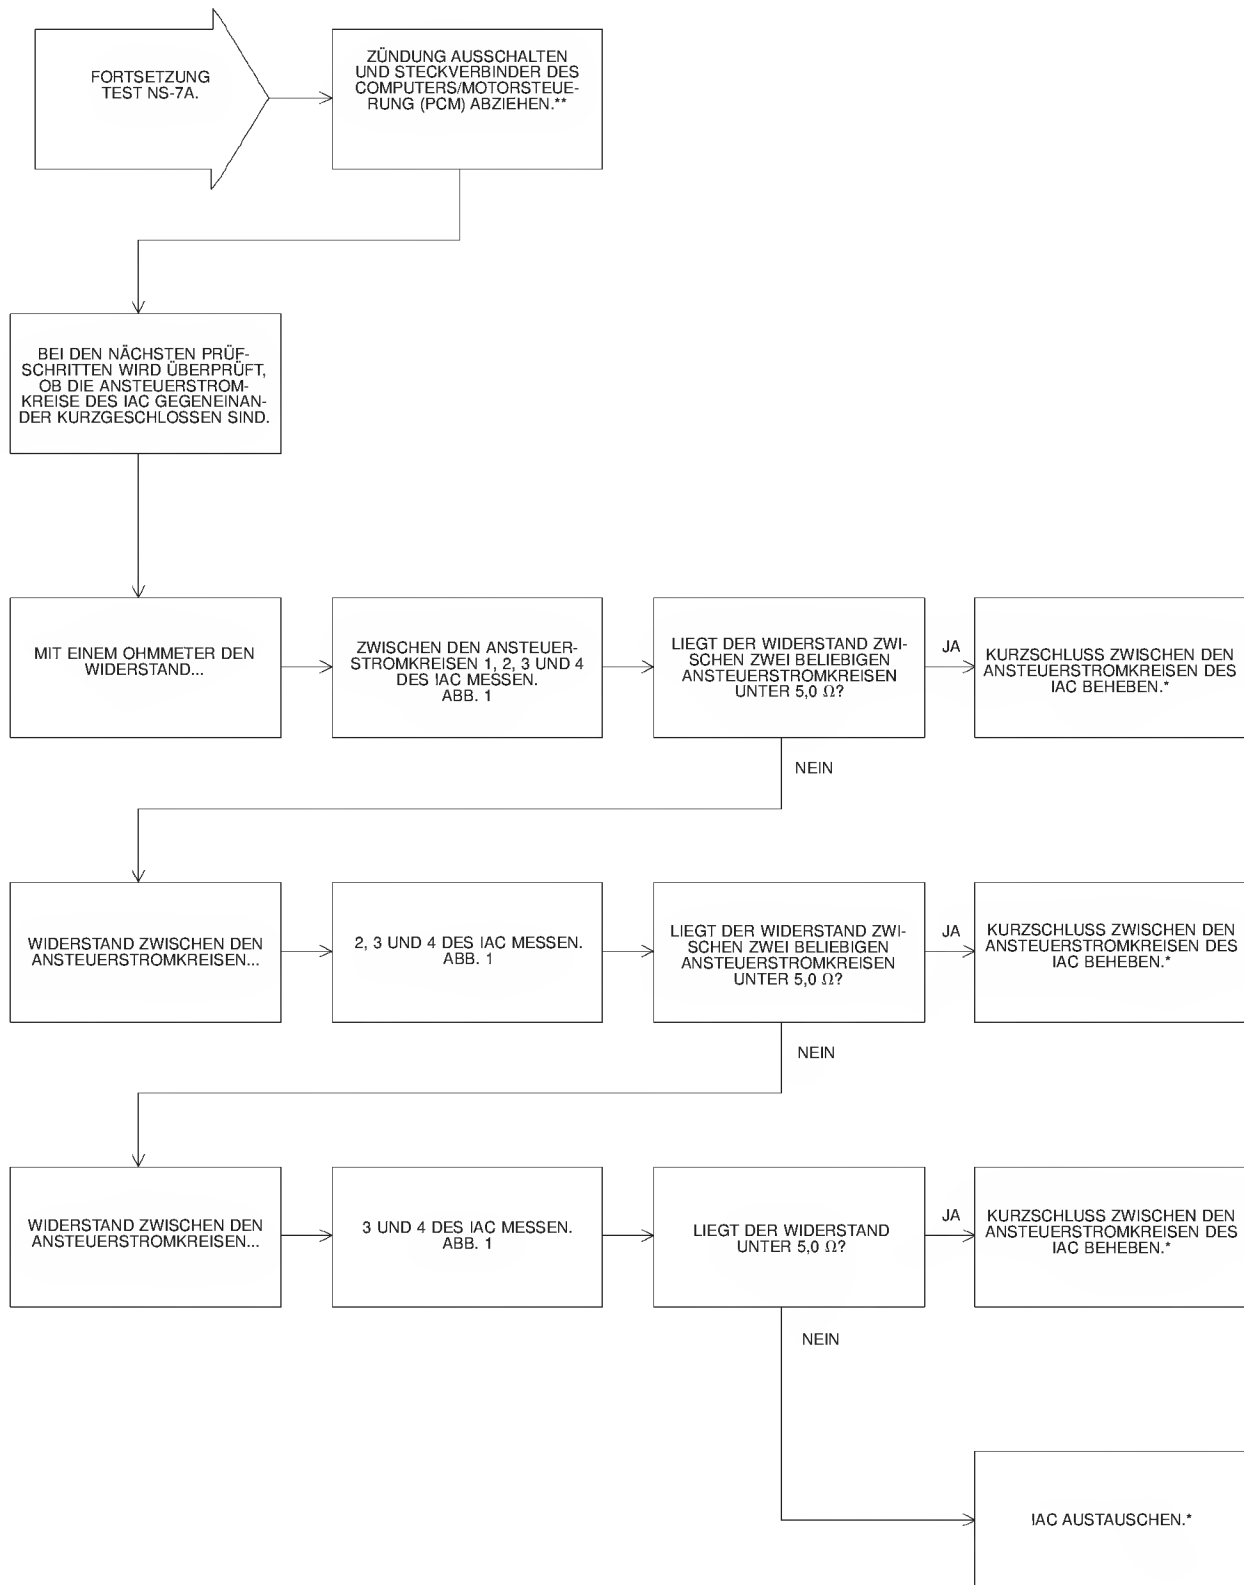 FORTSETZUNG
TEST NS-7A.
ZÜNDUNG AUSSCHALTEN
UND STECKVERBINDER DES
COMPUTERS/MOTORSTEUE-
RUNG (PCM) ABZIEHEN.**
BEI DEN NÄCHSTEN PRÜF-
SCHRITTEN WIRD ÜBERPRÜFT,
OB DIE ANSTEUERSTROM-
KREISE DES IAC GEGENEINAN-
DER KURZGESCHLOSSEN SIND.
MIT EINEM OHMMETER DEN
WIDERSTAND...
ZWISCHEN DEN ANSTEUER-
STROMKREISEN 1, 2, 3 UND 4
DES IAC MESSEN.
ABB. 1
LIEGT DER WIDERSTAND ZWI-
SCHEN ZWEI BELIEBIGEN
ANSTEUERSTROMKREISEN
UNTER 5,0 Ω?
JA
KURZSCHLUSS ZWISCHEN DEN
ANSTEUERSTROMKREISEN DES
IAC BEHEBEN.*
NEIN
WIDERSTAND ZWISCHEN DEN
ANSTEUERSTROMKREISEN...
2, 3 UND 4 DES IAC MESSEN.
ABB. 1
LIEGT DER WIDERSTAND ZWI-
SCHEN ZWEI BELIEBIGEN
ANSTEUERSTROMKREISEN
UNTER 5,0 Ω?
JA
KURZSCHLUSS ZWISCHEN DEN
ANSTEUERSTROMKREISEN DES
IAC BEHEBEN.*
NEIN
WIDERSTAND ZWISCHEN DEN
ANSTEUERSTROMKREISEN...
3 UND 4 DES IAC MESSEN.
ABB. 1
LIEGT DER WIDERSTAND
UNTER 5,0 Ω?
JA
KURZSCHLUSS ZWISCHEN DEN
ANSTEUERSTROMKREISEN DES
IAC BEHEBEN.*
NEIN
IAC AUSTAUSCHEN.*